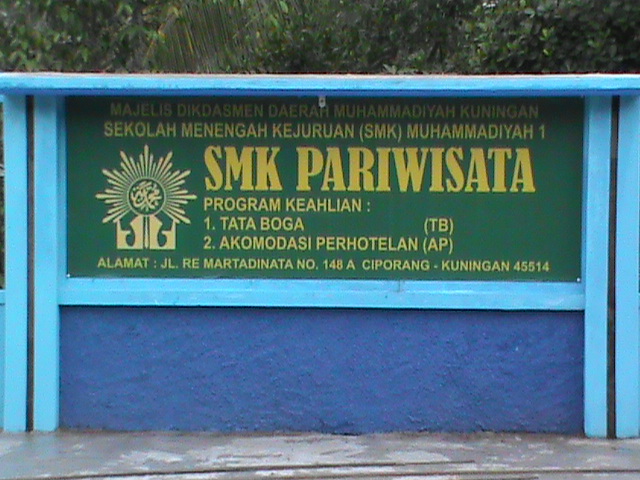 MAJELIS DIKDASMEN DAERAH MUHAMMADIYAH KUNINGAN
SEKOLAH MENENGAH KEJURUAN (SMK) MUHAMMADIYAH 1
SMK PARIWISATA
PROGRAM KEAHLIAN :
1. TATA BOGA (TB)
2. AKOMODASI PERHOTELAN (AP)
ALAMAT : JL. RE MARTADINATA NO. 148 A CIPORANG - KUNINGAN 45514